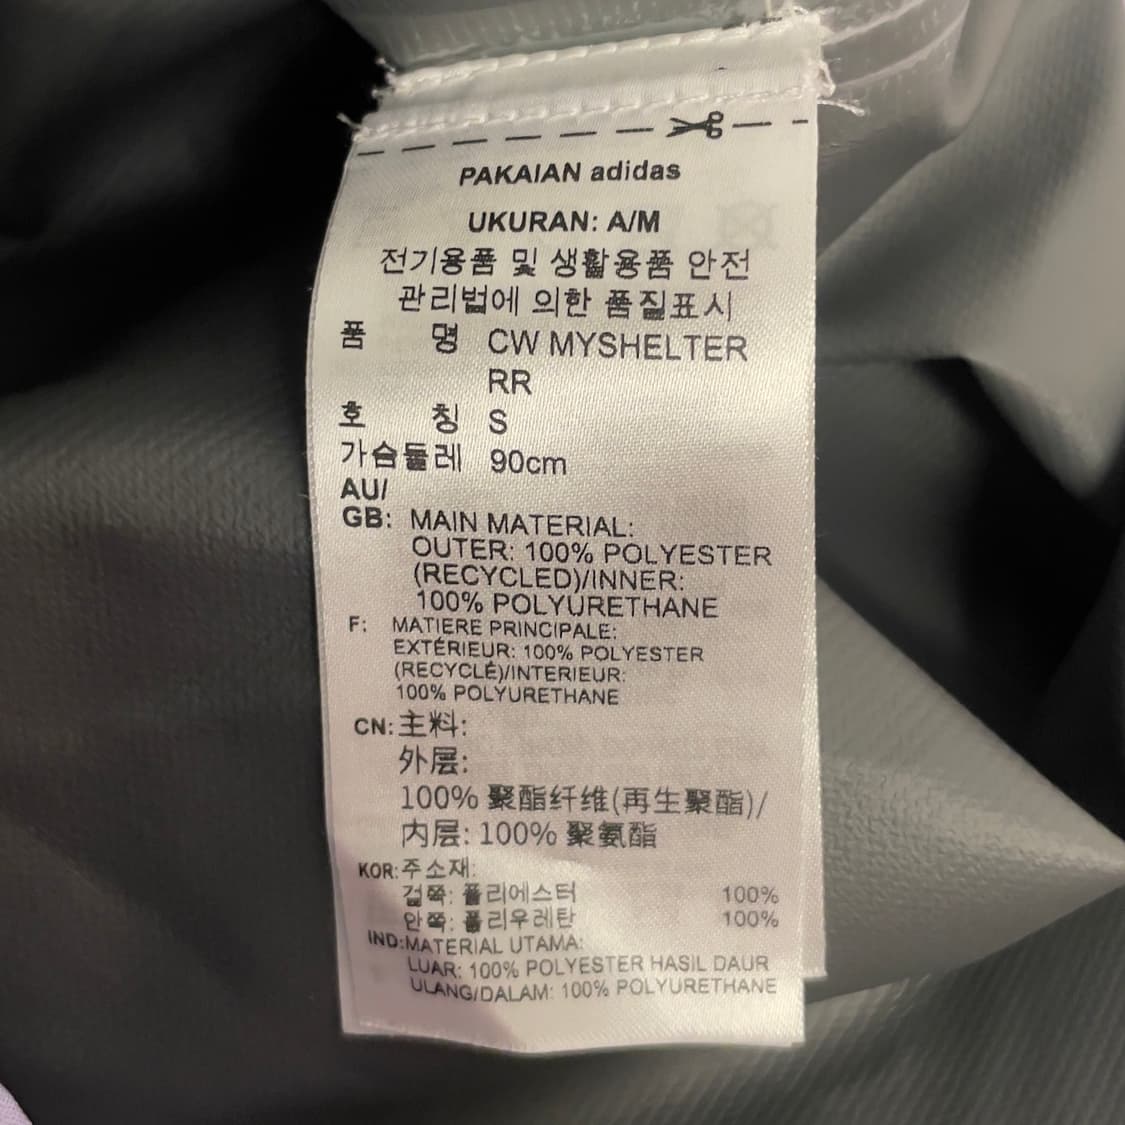 PAKAIAN adidas
UKURAN: A/M
전기용품 및 생활용품 안전
관리법에 의한 품질표시
품 명 CW MYSHELTER
RR
호 칭 S
가슴둘레 90cm
AU/
GB: MAIN MATERIAL:
OUTER: 100% POLYESTER
(RECYCLED)/INNER:
100% POLYURETHANE
F: MATIERE PRINCIPALE:
EXTÉRIEUR: 100% POLYESTER
(RECYCLÉ)/INTERIEUR:
100% POLYURETHANE
CN: 主料:
外层:
100% 聚酯纤维(再生聚酯)/
内层: 100% 聚氨酯
KOR: 주소재:
겉쪽: 폴리에스터 100%
안쪽: 폴리우레탄 100%
IND: MATERIAL UTAMA:
LUAR: 100% POLYESTER HASIL DAUR
ULANG/DALAM: 100% POLYURETHANE